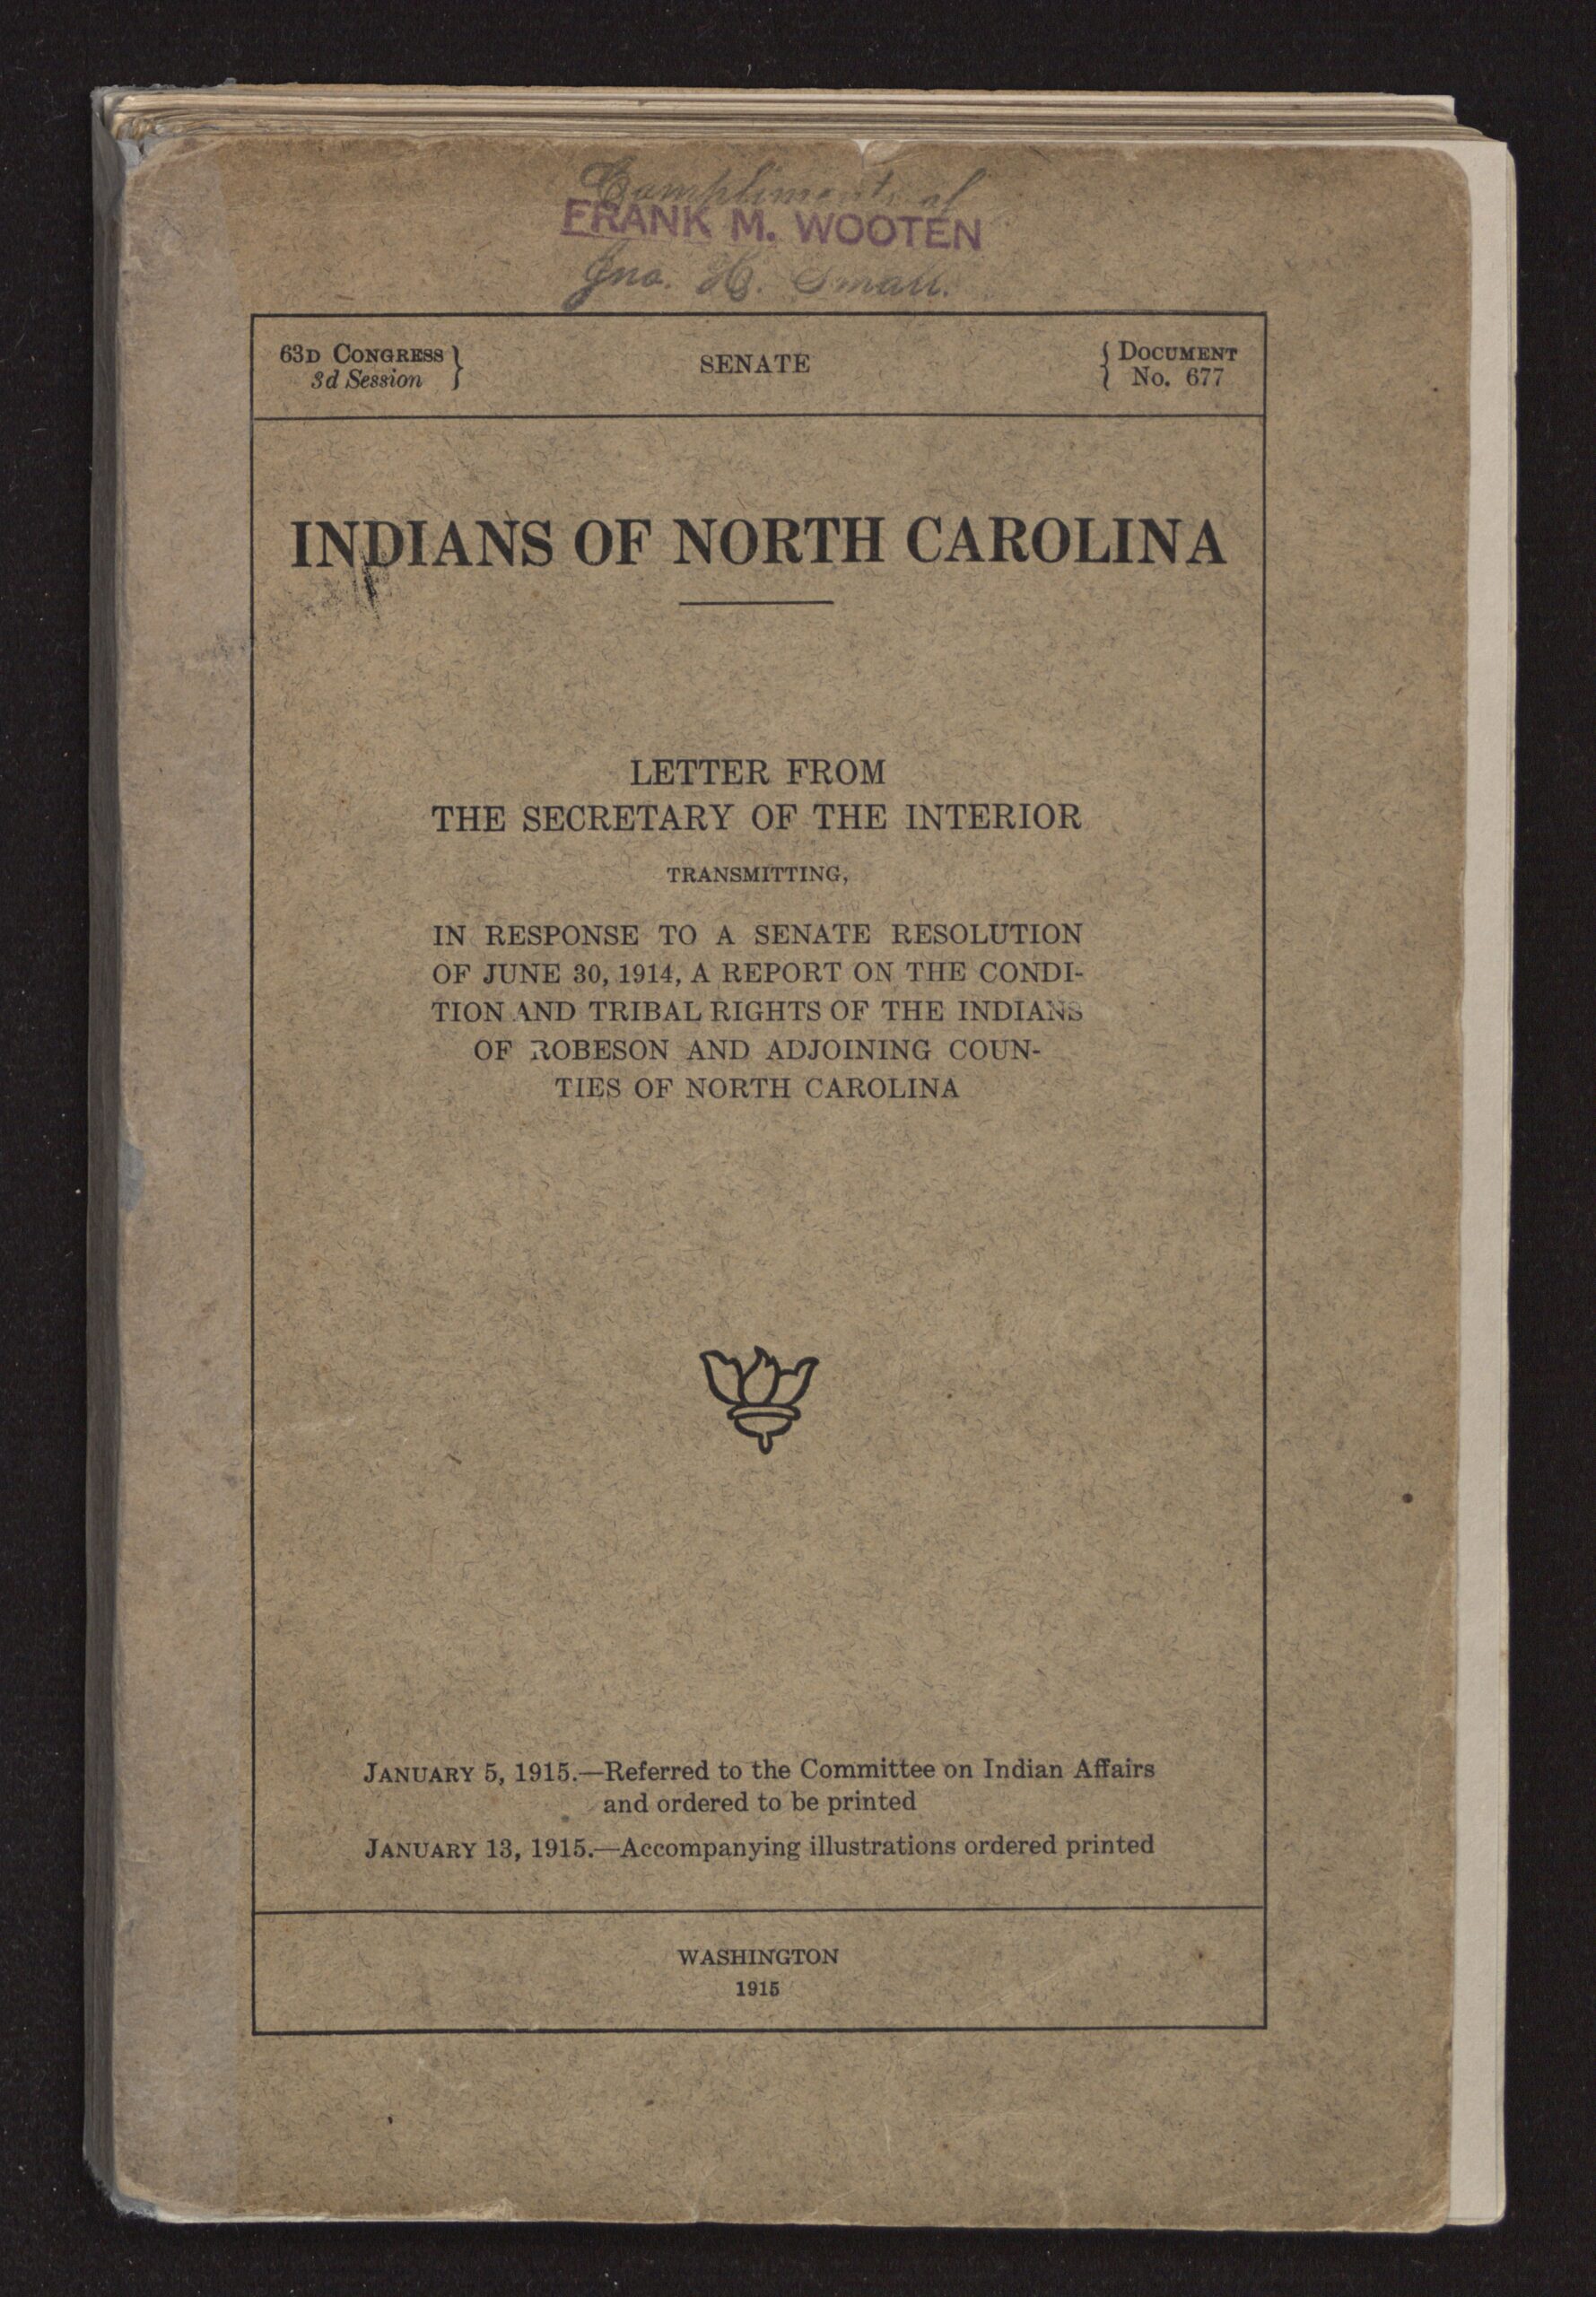 Compliments of
FRANK M. WOOTEN
Jno. H. Small.
63D CONGRESS
3d Session
SENATE
DOCUMENT
No. 677
INDIANS OF NORTH CAROLINA
LETTER FROM
THE SECRETARY OF THE INTERIOR
TRANSMITTING,
IN RESPONSE TO A SENATE RESOLUTION
OF JUNE 30, 1914, A REPORT ON THE CONDI-
TION AND TRIBAL RIGHTS OF THE INDIANS
OF ROBESON AND ADJOINING COUN-
TIES OF NORTH CAROLINA
JANUARY 5, 1915.—Referred to the Committee on Indian Affairs
and ordered to be printed
JANUARY 13, 1915.—Accompanying illustrations ordered printed
WASHINGTON
1915